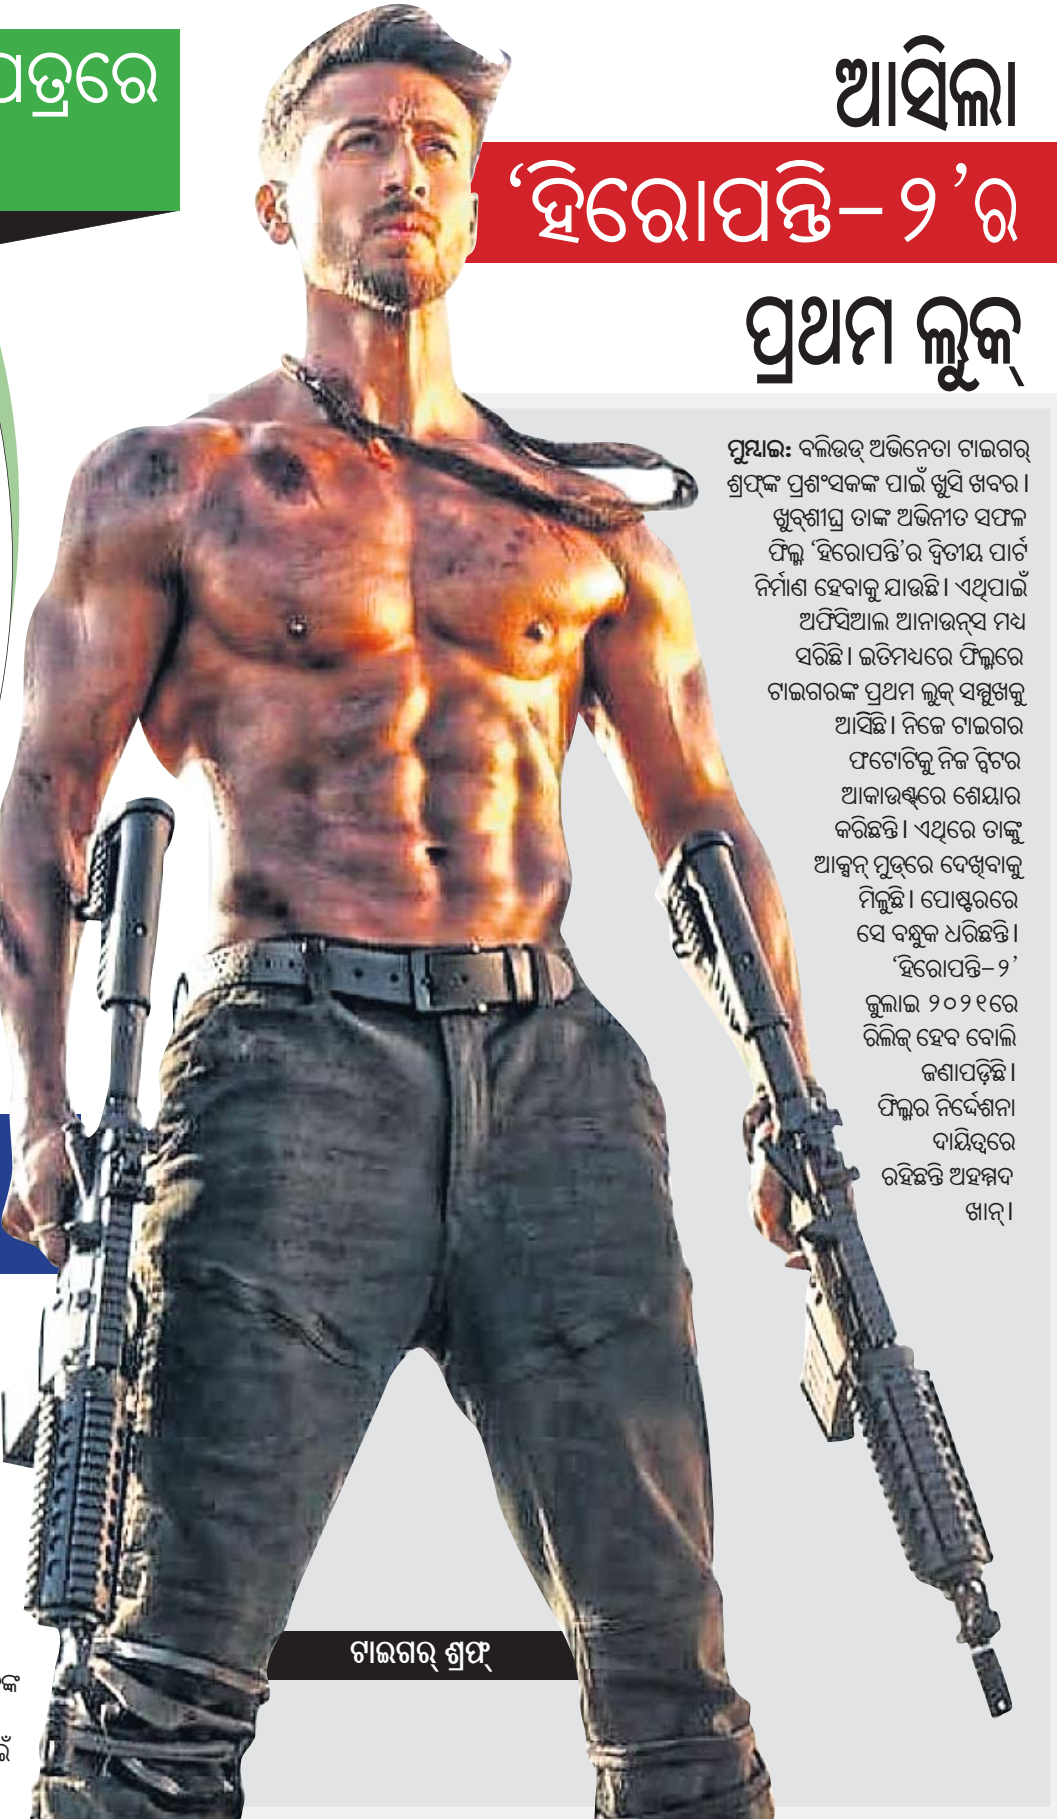 ଆସିଲା
‘ହିରୋପନ୍ତି-୨’ର
ପ୍ରଥମ ଲୁକ୍
ମୁମ୍ବାଇ: ବଲିଉଡ୍ ଅଭିନେତା ଟାଇଗର୍
ଶ୍ରଫ୍‌ଙ୍କ ପ୍ରଶଂସକଙ୍କ ପାଇଁ ଖୁସି ଖବର।
ଖୁବ୍‌ଶୀଘ୍ର ତାଙ୍କ ଅଭିନୀତ ସଫଳ
ଫିଲ୍ମ ‘ହିରୋପନ୍ତି’ର ଦ୍ୱିତୀୟ ପାର୍ଟ
ନିର୍ମାଣ ହେବାକୁ ଯାଉଛି। ଏଥିପାଇଁ
ଅଫିସିଆଲ ଆନାଉନ୍ସ ମଧ୍ୟ
ସରିଛି। ଇତିମଧ୍ୟରେ ଫିଲ୍ମରେ
ଟାଇଗରଙ୍କ ପ୍ରଥମ ଲୁକ୍ ସମ୍ମୁଖକୁ
ଆସିଛି। ନିଜେ ଟାଇଗର
ଫଟୋଟିକୁ ନିଜ ଟ୍ୱିଟର
ଆକାଉଣ୍ଟରେ ଶେୟାର
କରିଛନ୍ତି। ଏଥିରେ ତାଙ୍କୁ
ଆକ୍ସନ୍ ମୁଡ୍‌ରେ ଦେଖିବାକୁ
ମିଳୁଛି। ପୋଷ୍ଟରରେ
ସେ ବନ୍ଧୁକ ଧରିଛନ୍ତି।
‘ହିରୋପନ୍ତି-୨’
ଜୁଲାଇ ୨୦୨୧ରେ
ରିଲିଜ୍ ହେବ ବୋଲି
ଜଣାପଡ଼ିଛି।
ଫିଲ୍ମର ନିର୍ଦ୍ଦେଶନା
ଦାୟିତ୍ୱରେ
ରହିଛନ୍ତି ଅହମ୍ମଦ
ଖାନ୍।
ଟାଇଗର୍ ଶ୍ରଫ୍